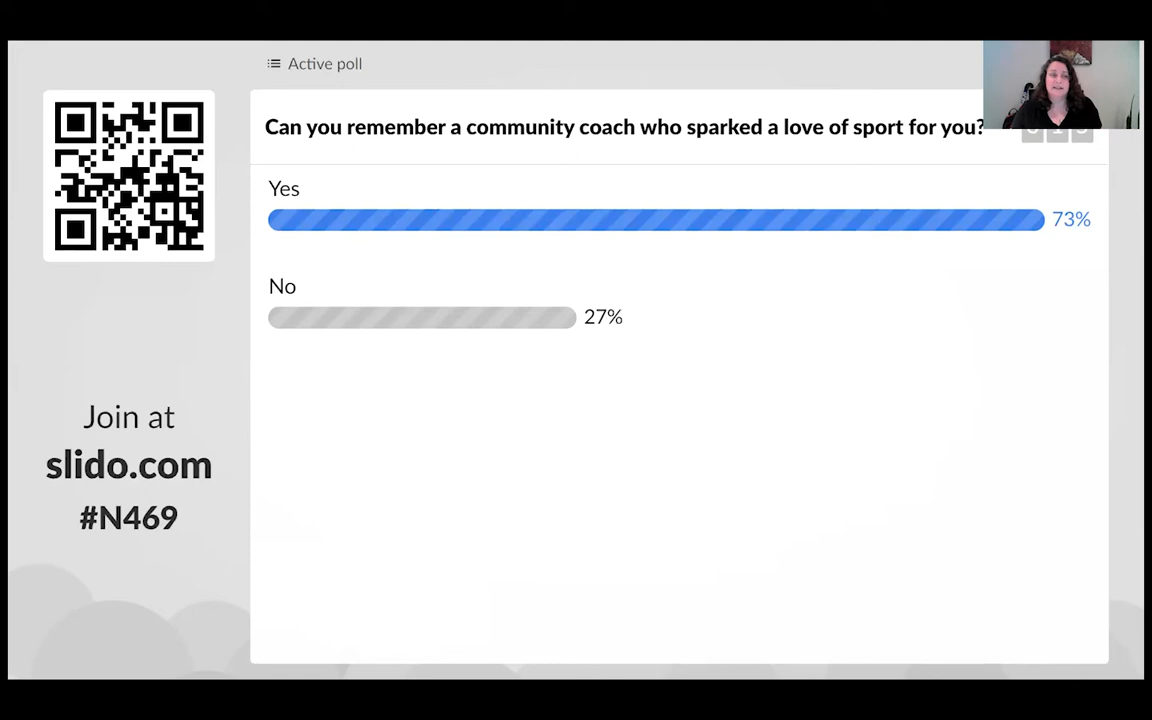 Active poll
Can you remember a community coach who sparked a love of sport for you?
Yes
73%
No
27%
Join at
slido.com
#N469